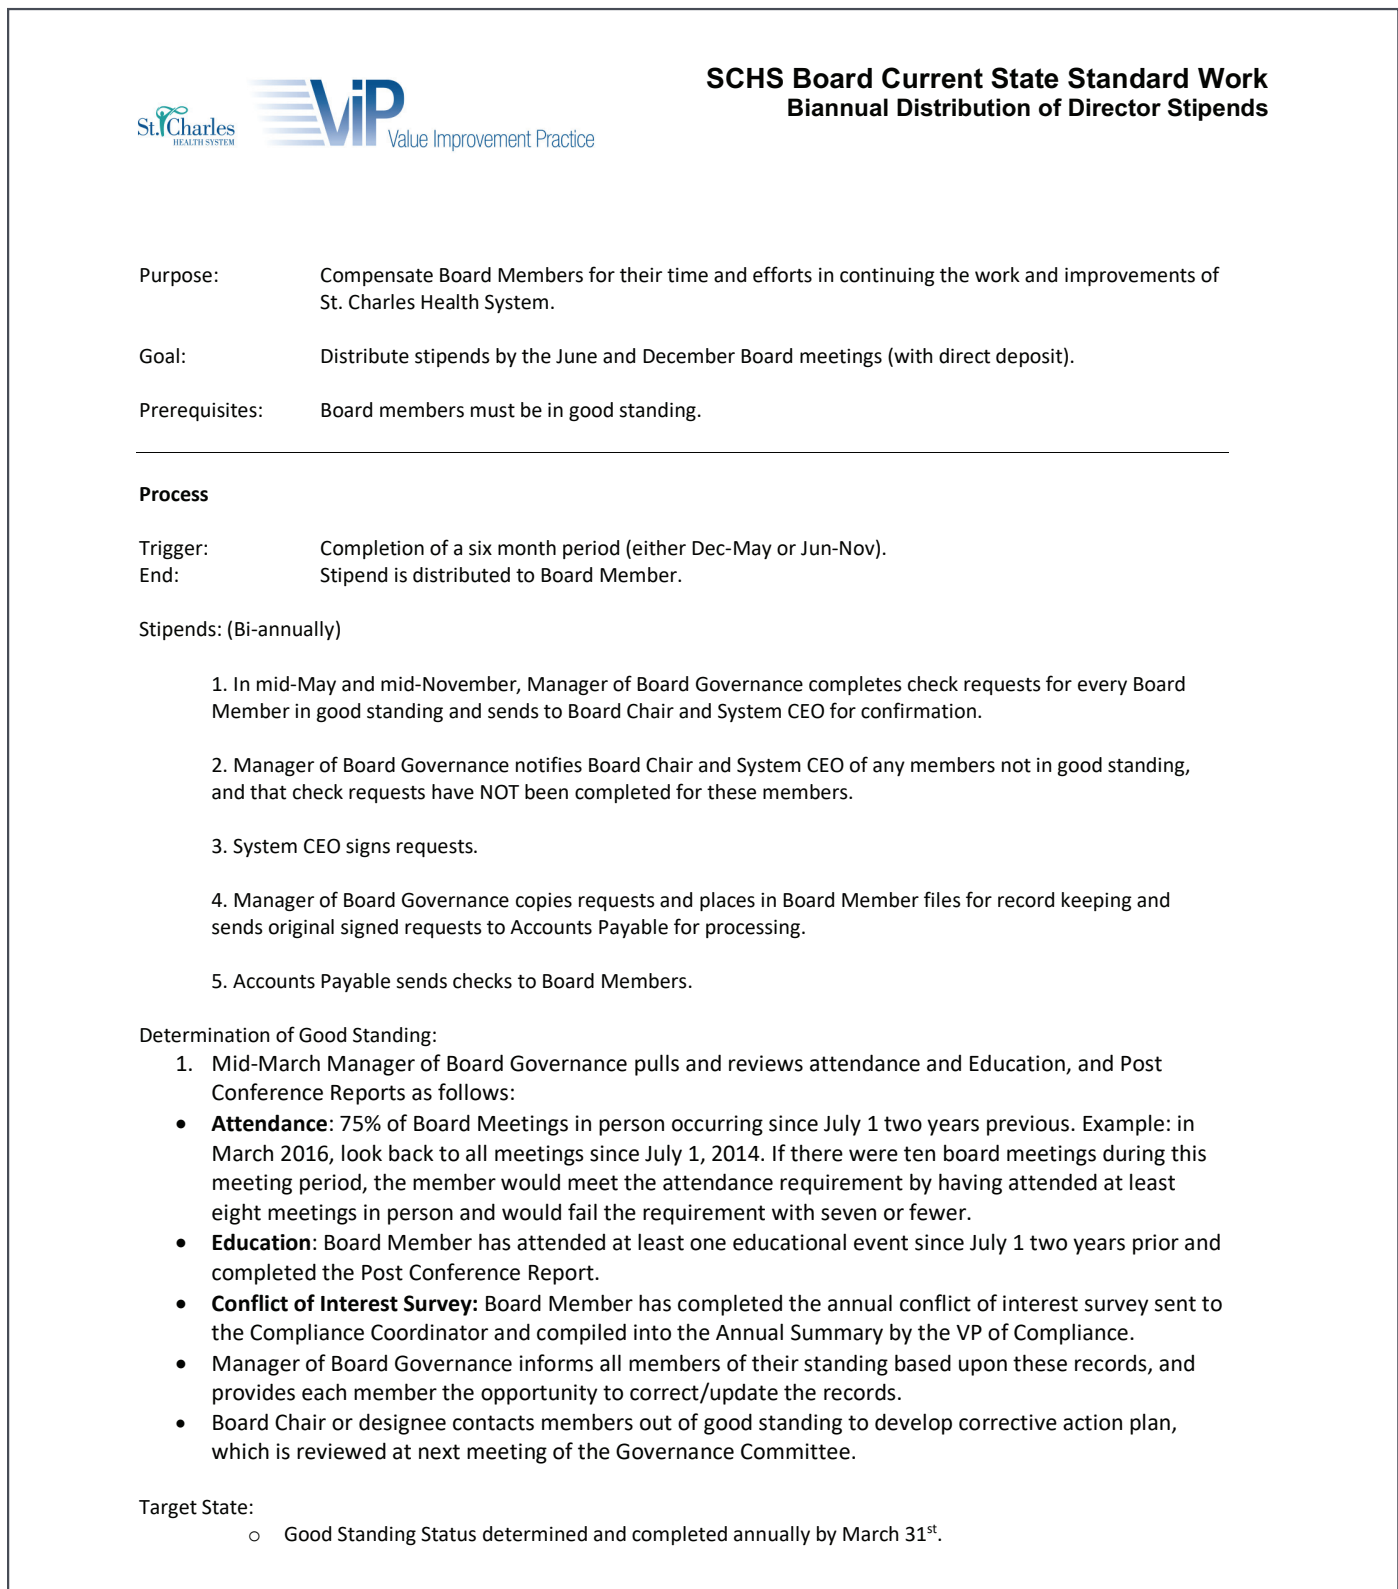 St. Charles
HEALTH SYSTEM
ViP
Value Improvement Practice
SCHS Board Current State Standard Work
Biannual Distribution of Director Stipends
Purpose: Compensate Board Members for their time and efforts in continuing the work and improvements of
St. Charles Health System.
Goal: Distribute stipends by the June and December Board meetings (with direct deposit).
Prerequisites: Board members must be in good standing.
Process
Trigger: Completion of a six month period (either Dec-May or Jun-Nov).
End: Stipend is distributed to Board Member.
Stipends: (Bi-annually)
1. In mid-May and mid-November, Manager of Board Governance completes check requests for every Board
Member in good standing and sends to Board Chair and System CEO for confirmation.
2. Manager of Board Governance notifies Board Chair and System CEO of any members not in good standing,
and that check requests have NOT been completed for these members.
3. System CEO signs requests.
4. Manager of Board Governance copies requests and places in Board Member files for record keeping and
sends original signed requests to Accounts Payable for processing.
5. Accounts Payable sends checks to Board Members.
Determination of Good Standing:
1. Mid-March Manager of Board Governance pulls and reviews attendance and Education, and Post
Conference Reports as follows:
• Attendance: 75% of Board Meetings in person occurring since July 1 two years previous. Example: in
March 2016, look back to all meetings since July 1, 2014. If there were ten board meetings during this
meeting period, the member would meet the attendance requirement by having attended at least
eight meetings in person and would fail the requirement with seven or fewer.
• Education: Board Member has attended at least one educational event since July 1 two years prior and
completed the Post Conference Report.
• Conflict of Interest Survey: Board Member has completed the annual conflict of interest survey sent to
the Compliance Coordinator and compiled into the Annual Summary by the VP of Compliance.
• Manager of Board Governance informs all members of their standing based upon these records, and
provides each member the opportunity to correct/update the records.
• Board Chair or designee contacts members out of good standing to develop corrective action plan,
which is reviewed at next meeting of the Governance Committee.
Target State:
o Good Standing Status determined and completed annually by March 31st.